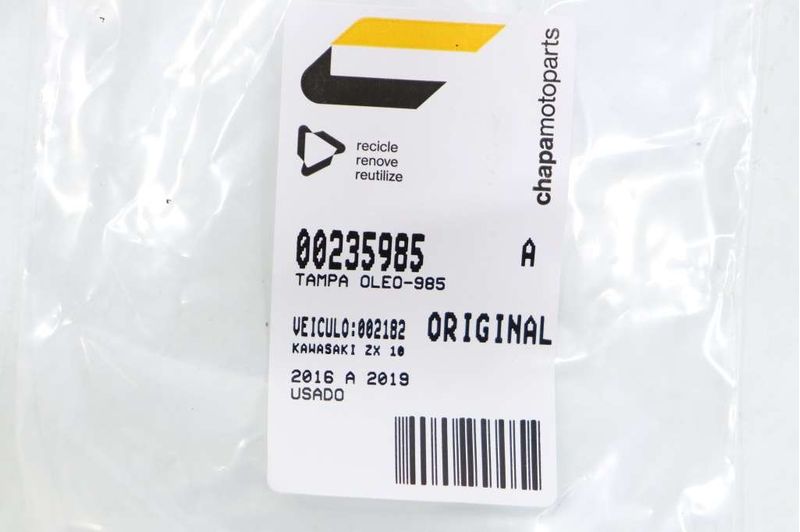 chapamotoparts
recicle
renove
reutilize
00235985 A
TAMPA OLEO-985
VEICULO:002182 ORIGINAL
KAWASAKI ZX 10
2016 A 2019
USADO